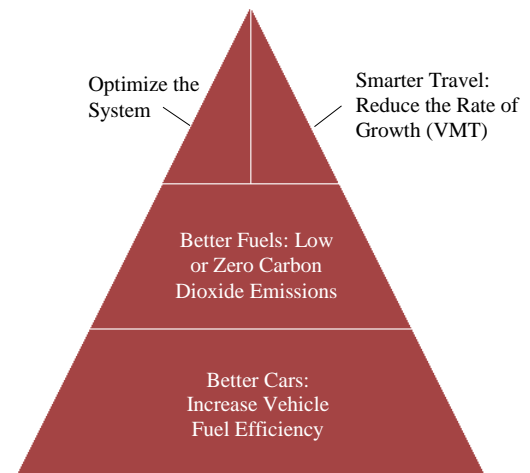 Optimize the
System
Smarter Travel:
Reduce the Rate of
Growth (VMT)
Better Fuels: Low
or Zero Carbon
Dioxide Emissions
Better Cars:
Increase Vehicle
Fuel Efficiency